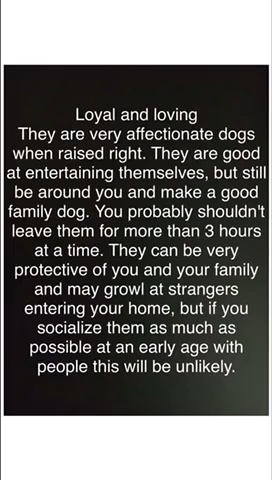 Loyal and loving
They are very affectionate dogs
when raised right. They are good
at entertaining themselves, but still
be around you and make a good
family dog. You probably shouldn't
leave them for more than 3 hours
at a time. They can be very
protective of you and your family
and may growl at strangers
entering your home, but if you
socialize them as much as
possible at an early age with
people this will be unlikely.